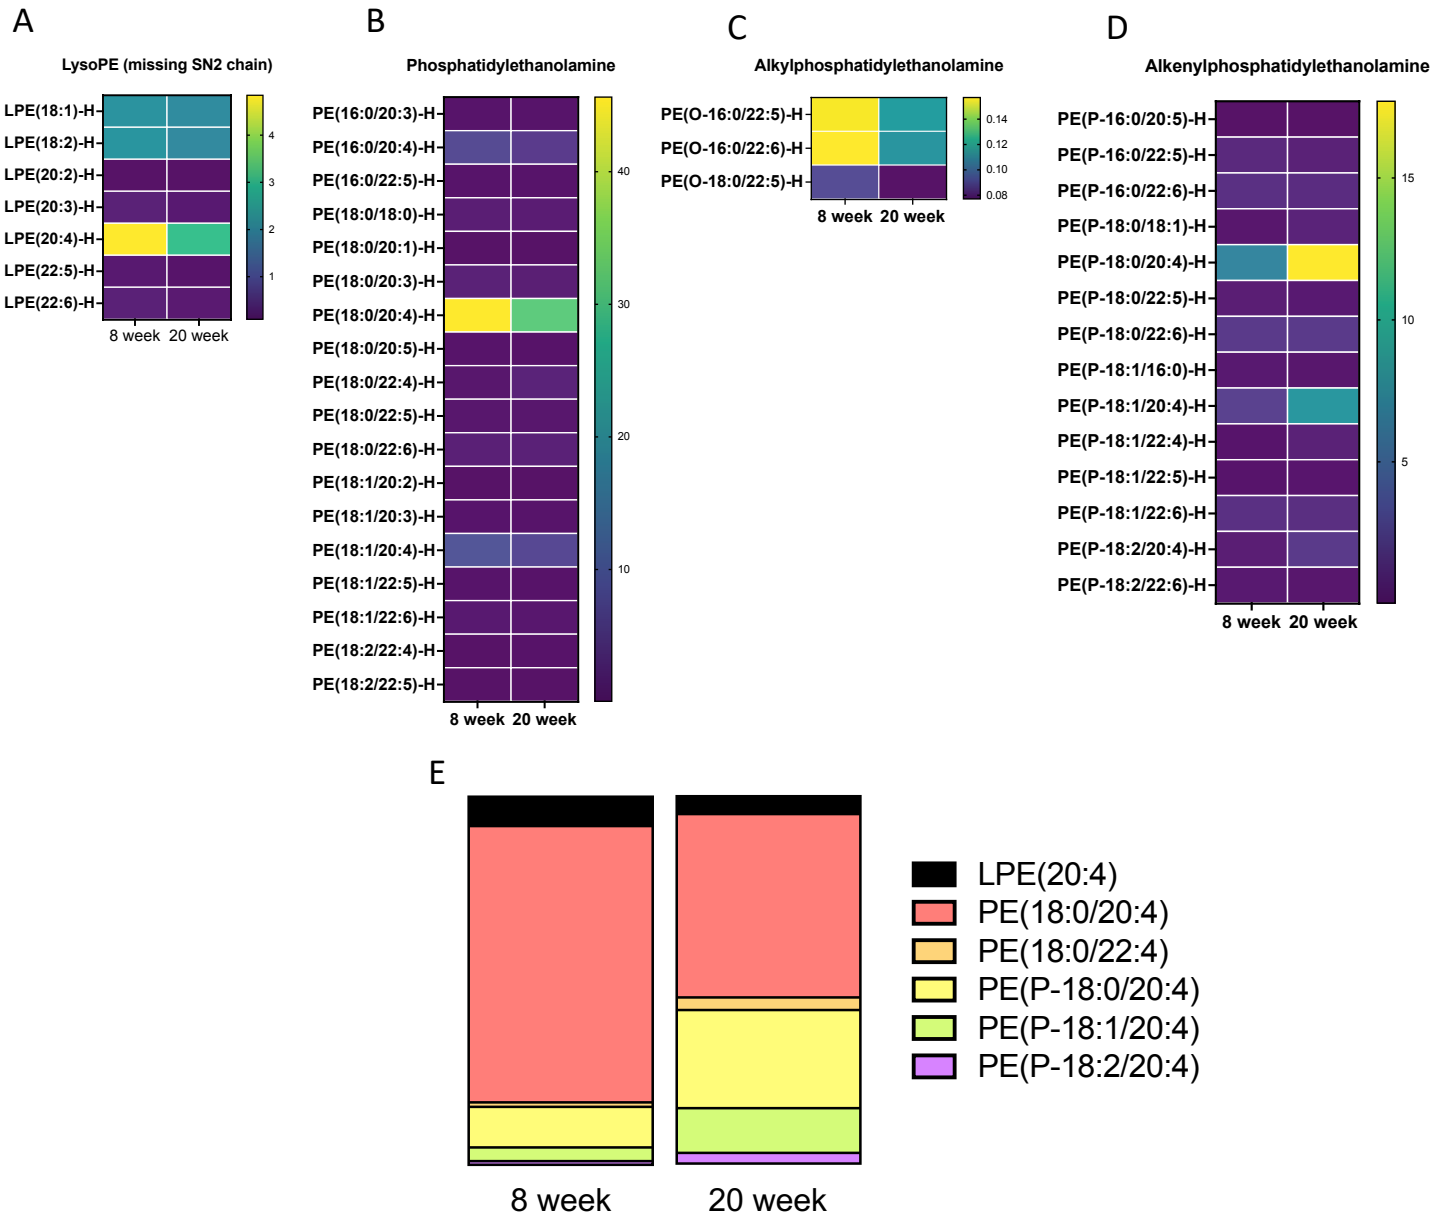 A
LysoPE (missing SN2 chain)
LPE(18:1)-H
LPE(18:2)-H
LPE(20:2)-H
LPE(20:3)-H
LPE(20:4)-H
LPE(22:5)-H
LPE(22:6)-H
8 week 20 week
4
3
2
1
B
Phosphatidylethanolamine
PE(16:0/20:3)-H
PE(16:0/20:4)-H
PE(16:0/22:5)-H
PE(18:0/18:0)-H
PE(18:0/20:1)-H
PE(18:0/20:3)-H
PE(18:0/20:4)-H
PE(18:0/20:5)-H
PE(18:0/22:4)-H
PE(18:0/22:5)-H
PE(18:0/22:6)-H
PE(18:1/20:2)-H
PE(18:1/20:3)-H
PE(18:1/20:4)-H
PE(18:1/22:5)-H
PE(18:1/22:6)-H
PE(18:2/22:4)-H
PE(18:2/22:5)-H
8 week 20 week
40
30
20
10
C
Alkylphosphatidylethanolamine
PE(O-16:0/22:5)-H
PE(O-16:0/22:6)-H
PE(O-18:0/22:5)-H
8 week 20 week
0.14
0.12
0.10
0.08
D
Alkenylphosphatidylethanolamine
PE(P-16:0/20:5)-H
PE(P-16:0/22:5)-H
PE(P-16:0/22:6)-H
PE(P-18:0/18:1)-H
PE(P-18:0/20:4)-H
PE(P-18:0/22:5)-H
PE(P-18:0/22:6)-H
PE(P-18:1/16:0)-H
PE(P-18:1/20:4)-H
PE(P-18:1/22:4)-H
PE(P-18:1/22:5)-H
PE(P-18:1/22:6)-H
PE(P-18:2/20:4)-H
PE(P-18:2/22:6)-H
8 week 20 week
15
10
5
E
8 week 20 week
LPE(20:4)
PE(18:0/20:4)
PE(18:0/22:4)
PE(P-18:0/20:4)
PE(P-18:1/20:4)
PE(P-18:2/20:4)